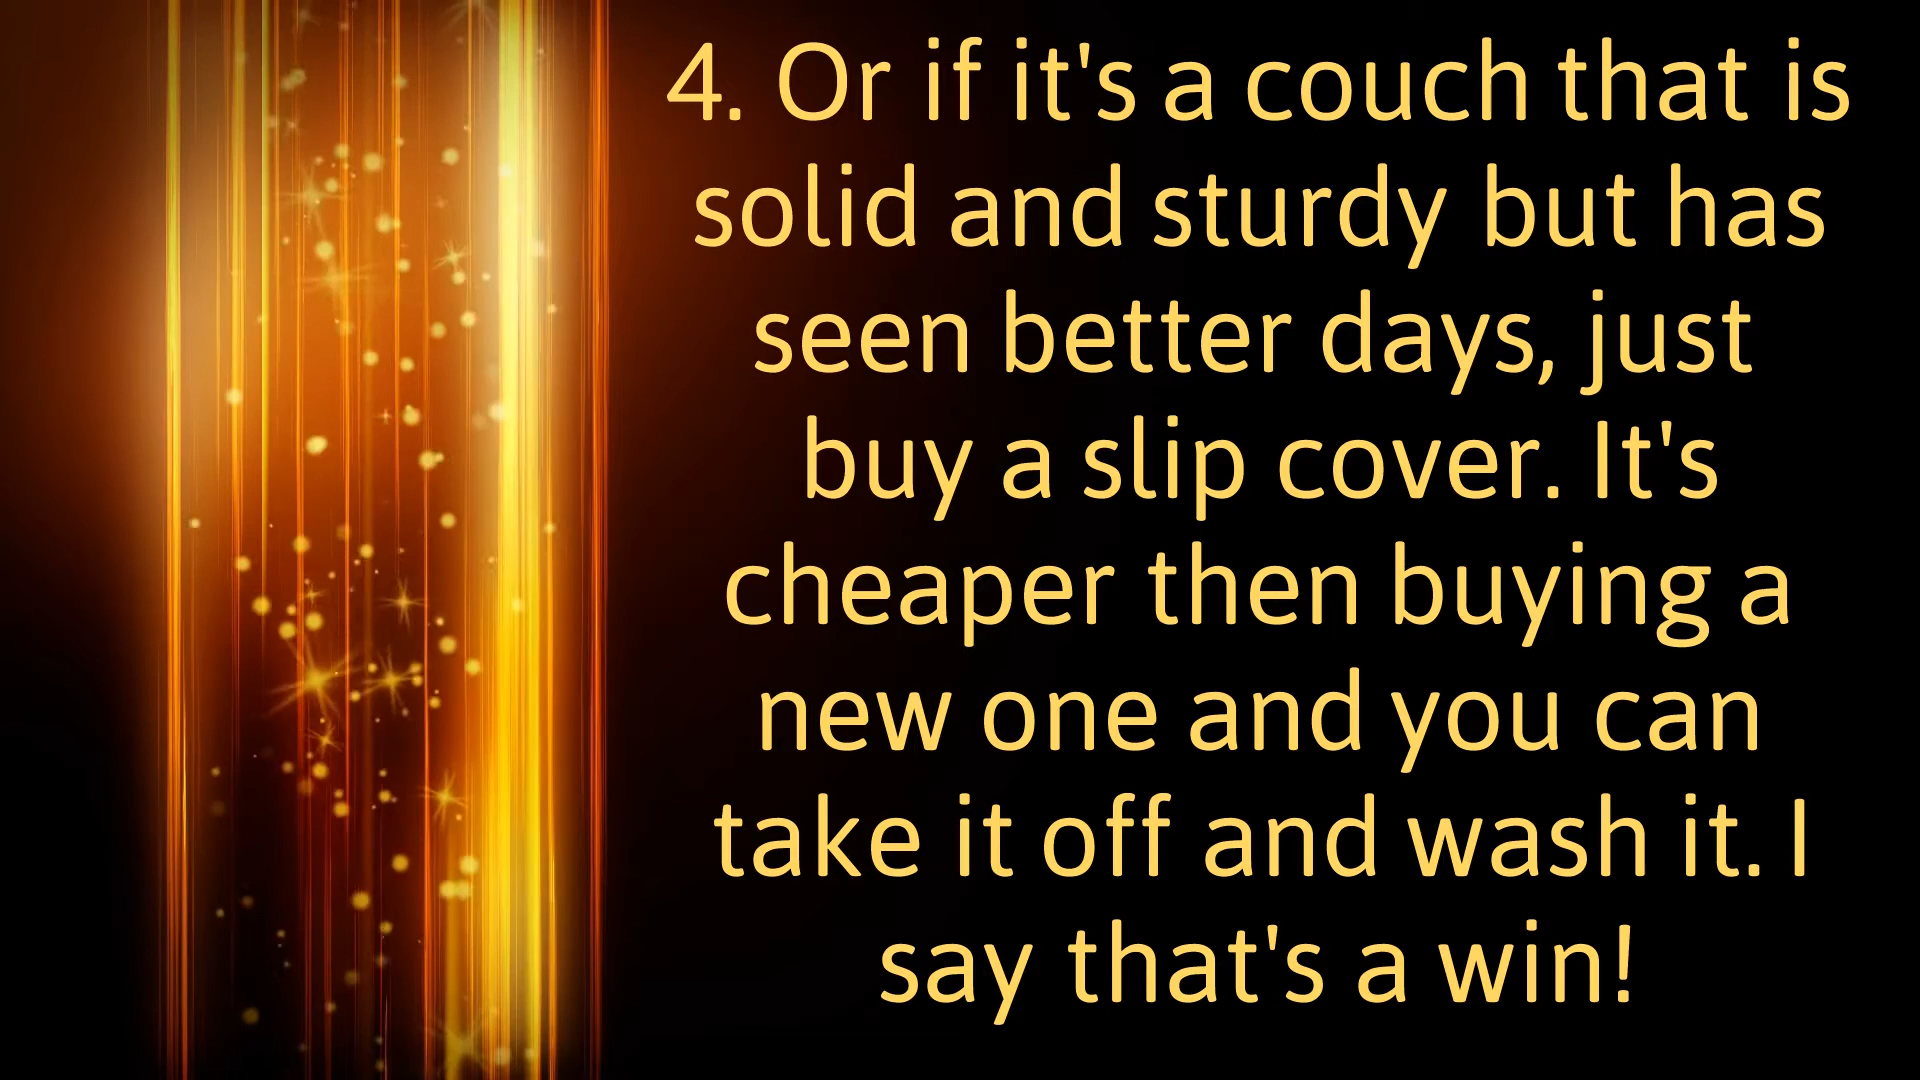 4. Or if it's a couch that is
solid and sturdy but has
seen better days, just
buy a slip cover. It's
cheaper then buying a
new one and you can
take it off and wash it. I
say that's a win!